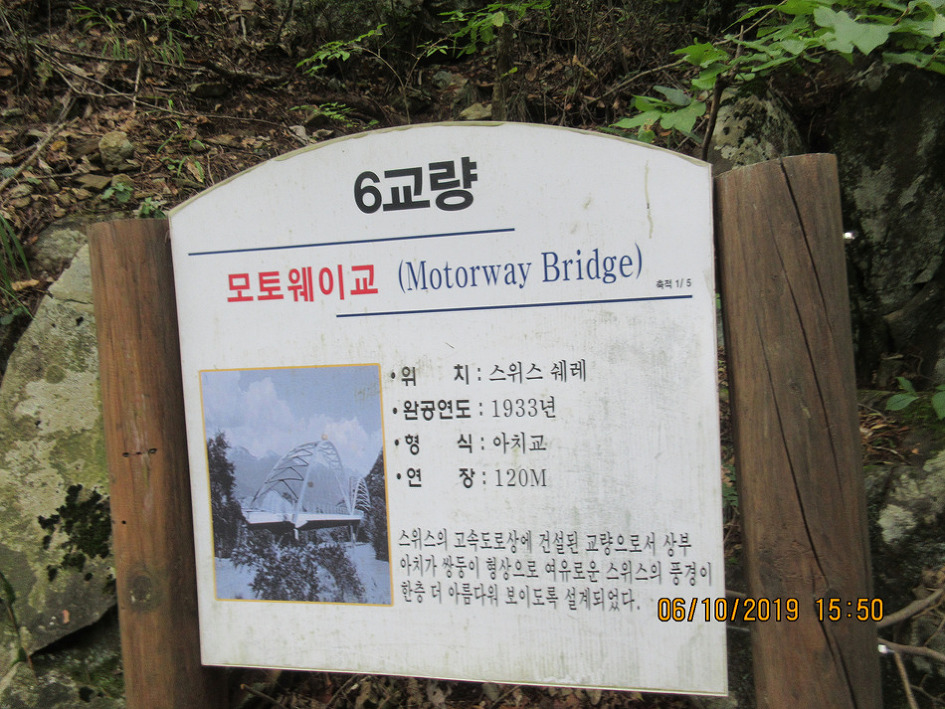 6교량
모토웨이교 (Motorway Bridge) 축척 1/5
•위 치 : 스위스 쉐레
•완공연도 : 1933년
•형 식 : 아치교
•연 장 : 120M
스위스의 고속도로상에 건설된 교량으로서 상부
아치가 쌍둥이 형상으로 여유로운 스위스의 풍경이
한층 더 아름다워 보이도록 설계되었다.
06/10/2019 15:50